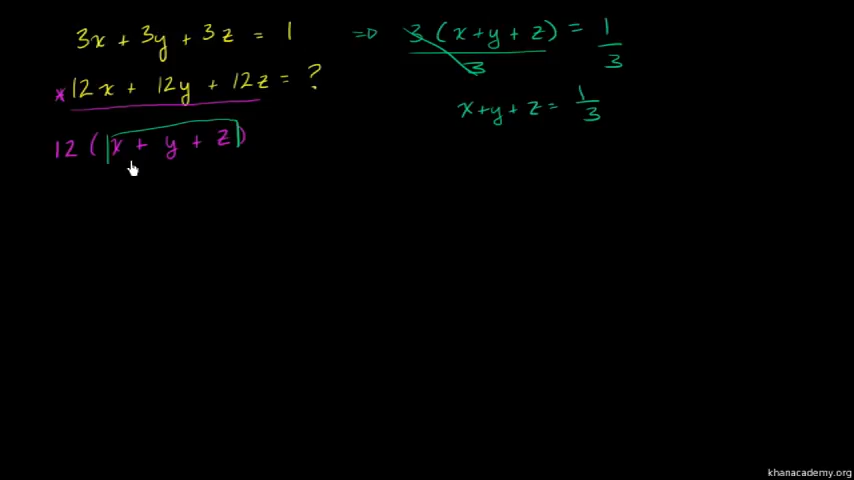 3x + 3y + 3z = 1 ⇒ 3(x+y+z)/3 = 1/3
*12x + 12y + 12z = ?
x+y+z = 1/3
12(x + y + z)
khanacademy.org